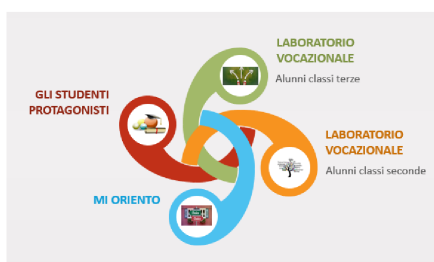 LABORATORIO
VOCAZIONALE
Alunni classi terze
GLI STUDENTI
PROTAGONISTI
LABORATORIO
VOCAZIONALE
Alunni classi seconde
MI ORIENTO